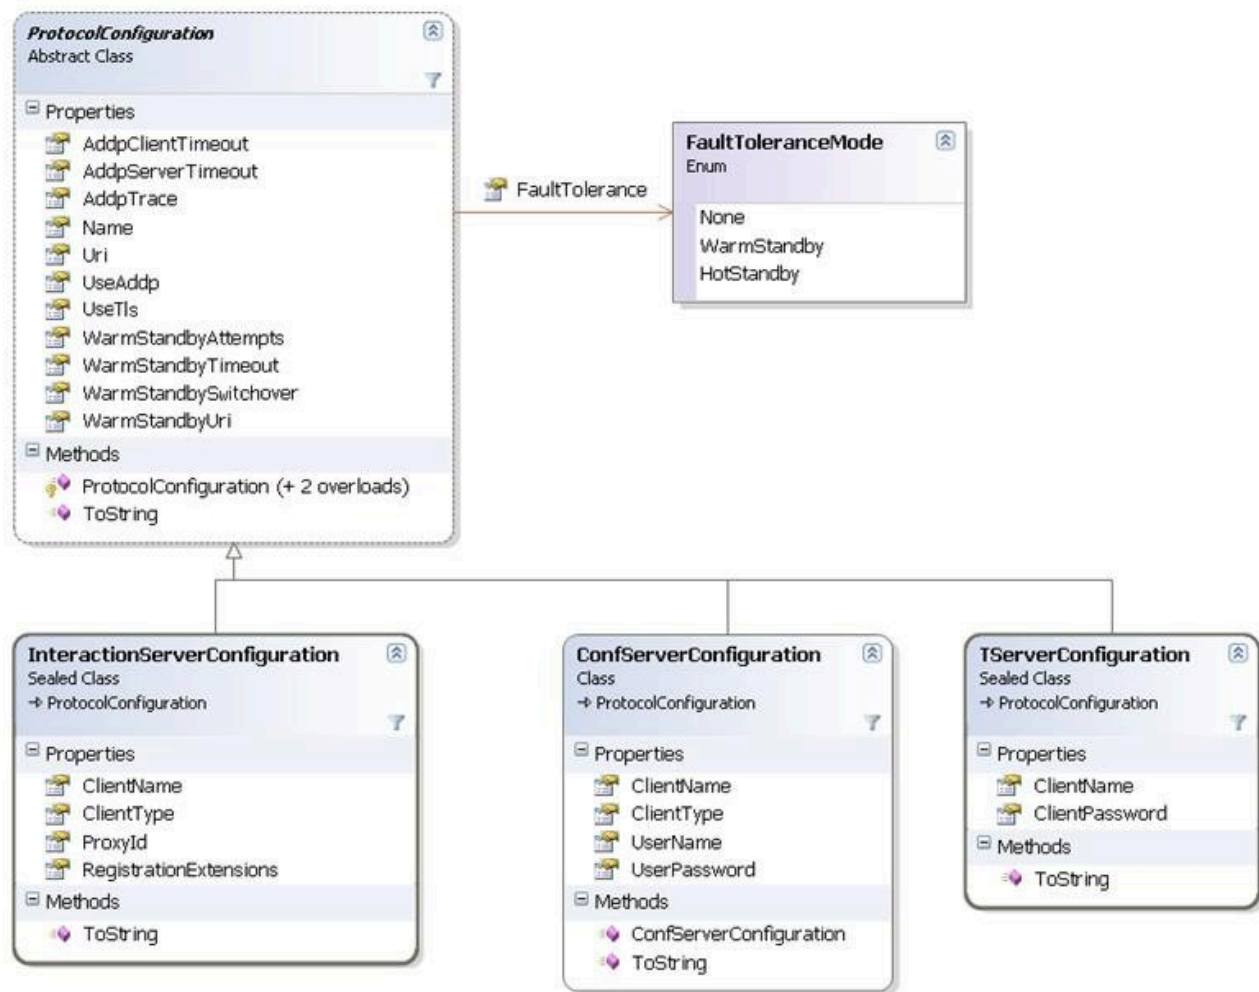 ProtocolConfiguration
Abstract Class
Properties
AddpClientTimeout
AddpServerTimeout
AddpTrace
Name
Uri
UseAddp
UseTls
WarmStandbyAttempts
WarmStandbyTimeout
WarmStandbySwitchover
WarmStandbyUri
Methods
ProtocolConfiguration (+ 2 overloads)
ToString
FaultTolerance
FaultToleranceMode
Enum
None
WarmStandby
HotStandby
InteractionServerConfiguration
Sealed Class
ProtocolConfiguration
Properties
ClientName
ClientType
ProxyId
RegistrationExtensions
Methods
ToString
ConfServerConfiguration
Class
ProtocolConfiguration
Properties
ClientName
ClientType
UserName
UserPassword
Methods
ConfServerConfiguration
ToString
TServerConfiguration
Sealed Class
ProtocolConfiguration
Properties
ClientName
ClientPassword
Methods
ToString